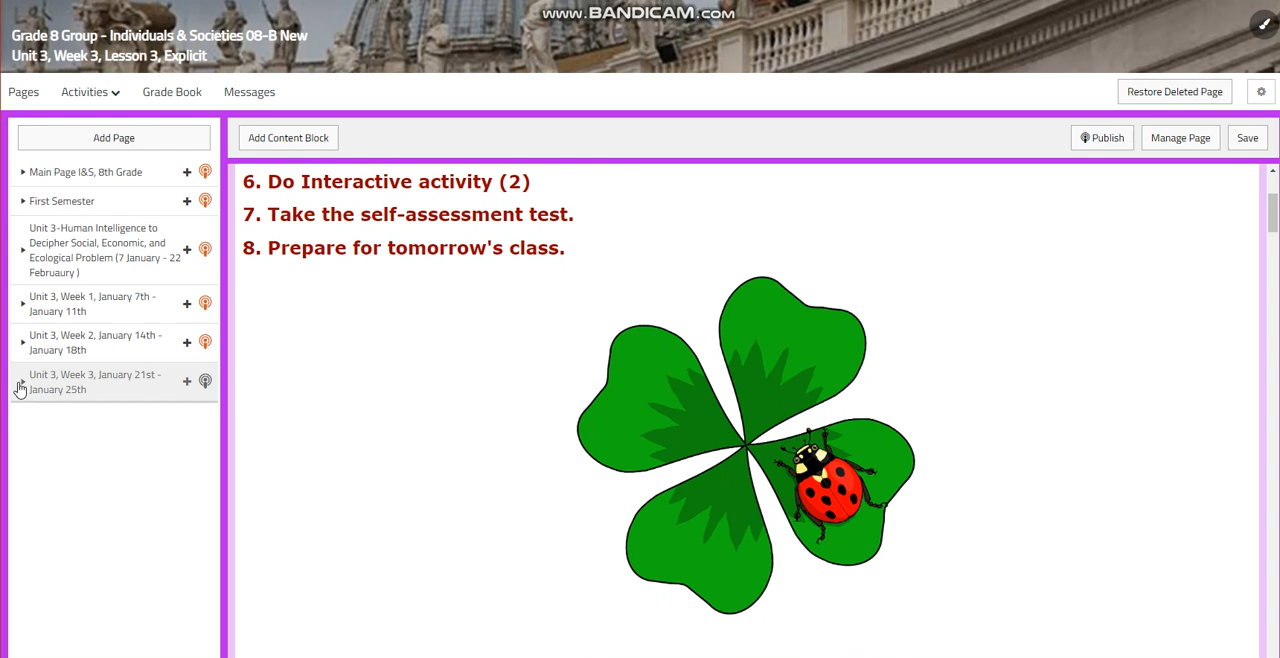 www.BANDICAM.com
Grade 8 Group - Individuals & Societies 08-B New
Unit 3, Week 3, Lesson 3, Explicit
Pages
Activities
Grade Book
Messages
Restore Deleted Page
Add Page
Add Content Block
Publish
Manage Page
Save
Main Page I&S, 8th Grade
First Semester
Unit 3-Human Intelligence to
Decipher Social, Economic, and
Ecological Problem (7 January - 22
Februaury )
Unit 3, Week 1, January 7th -
January 11th
Unit 3, Week 2, January 14th -
January 18th
Unit 3, Week 3, January 21st -
January 25th
6. Do Interactive activity (2)
7. Take the self-assessment test.
8. Prepare for tomorrow's class.